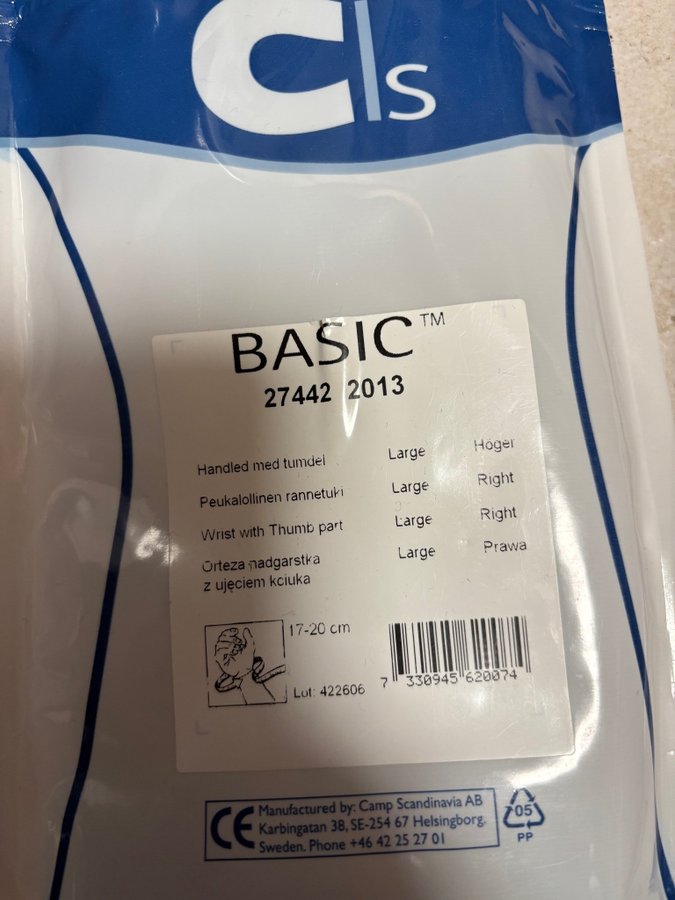 Cls
BASIC™
27442 2013
Handled med tumdel Large Höger
Peukalollinen rannetuki Large Right
Wrist with Thumb part Large Right
Orteza nadgarstka Large Prawa
z ujęciem kciuka
17-20 cm
Lot: 422606
7 330945 620074
CE
Manufactured by: Camp Scandinavia AB
Karbingatan 38, SE-254 67 Helsingborg.
Sweden. Phone +46 42 25 27 01
05
PP